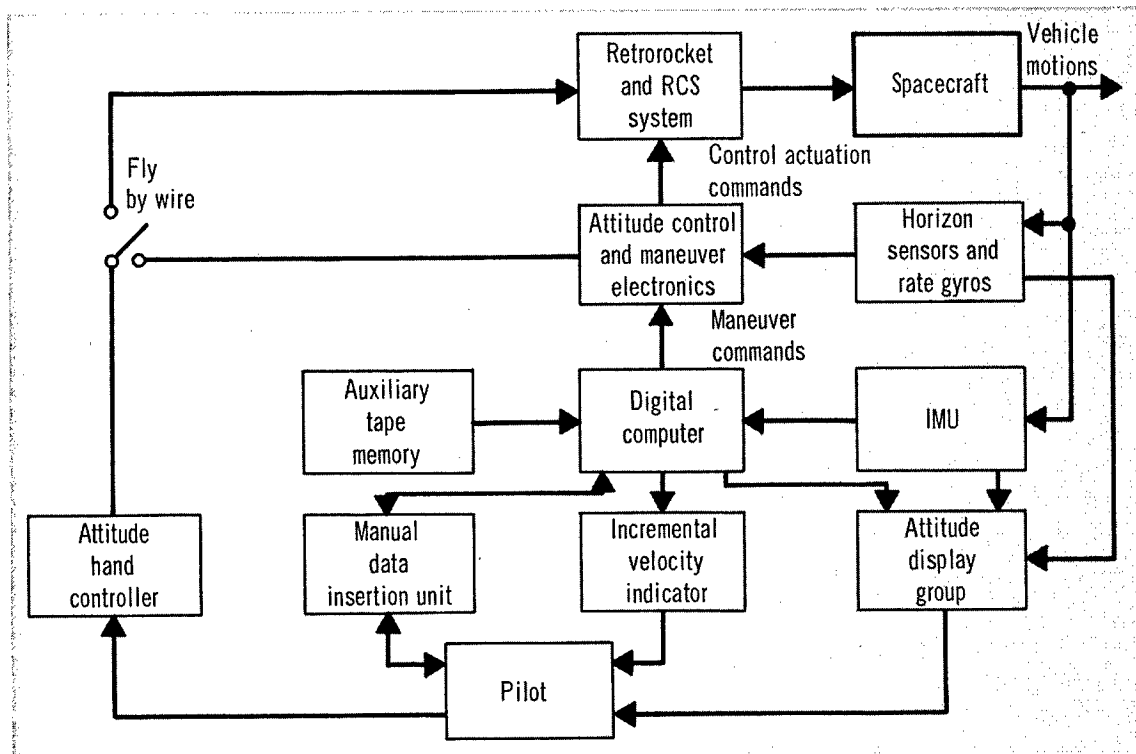 Retrorocket
and RCS
system
Spacecraft
Vehicle
motions
Fly
by wire
Control actuation
commands
Attitude control
and maneuver
electronics
Horizon
sensors and
rate gyros
Maneuver
commands
Auxiliary
tape
memory
Digital
computer
IMU
Attitude
hand
controller
Manual
data
insertion unit
Incremental
velocity
indicator
Attitude
display
group
Pilot